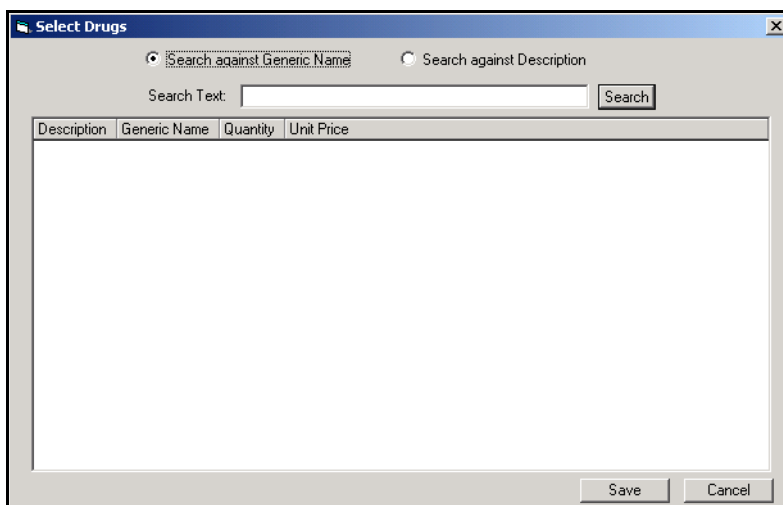 Select Drugs
Search against Generic Name Search against Description
Search Text: Search
Description Generic Name Quantity Unit Price
Save Cancel